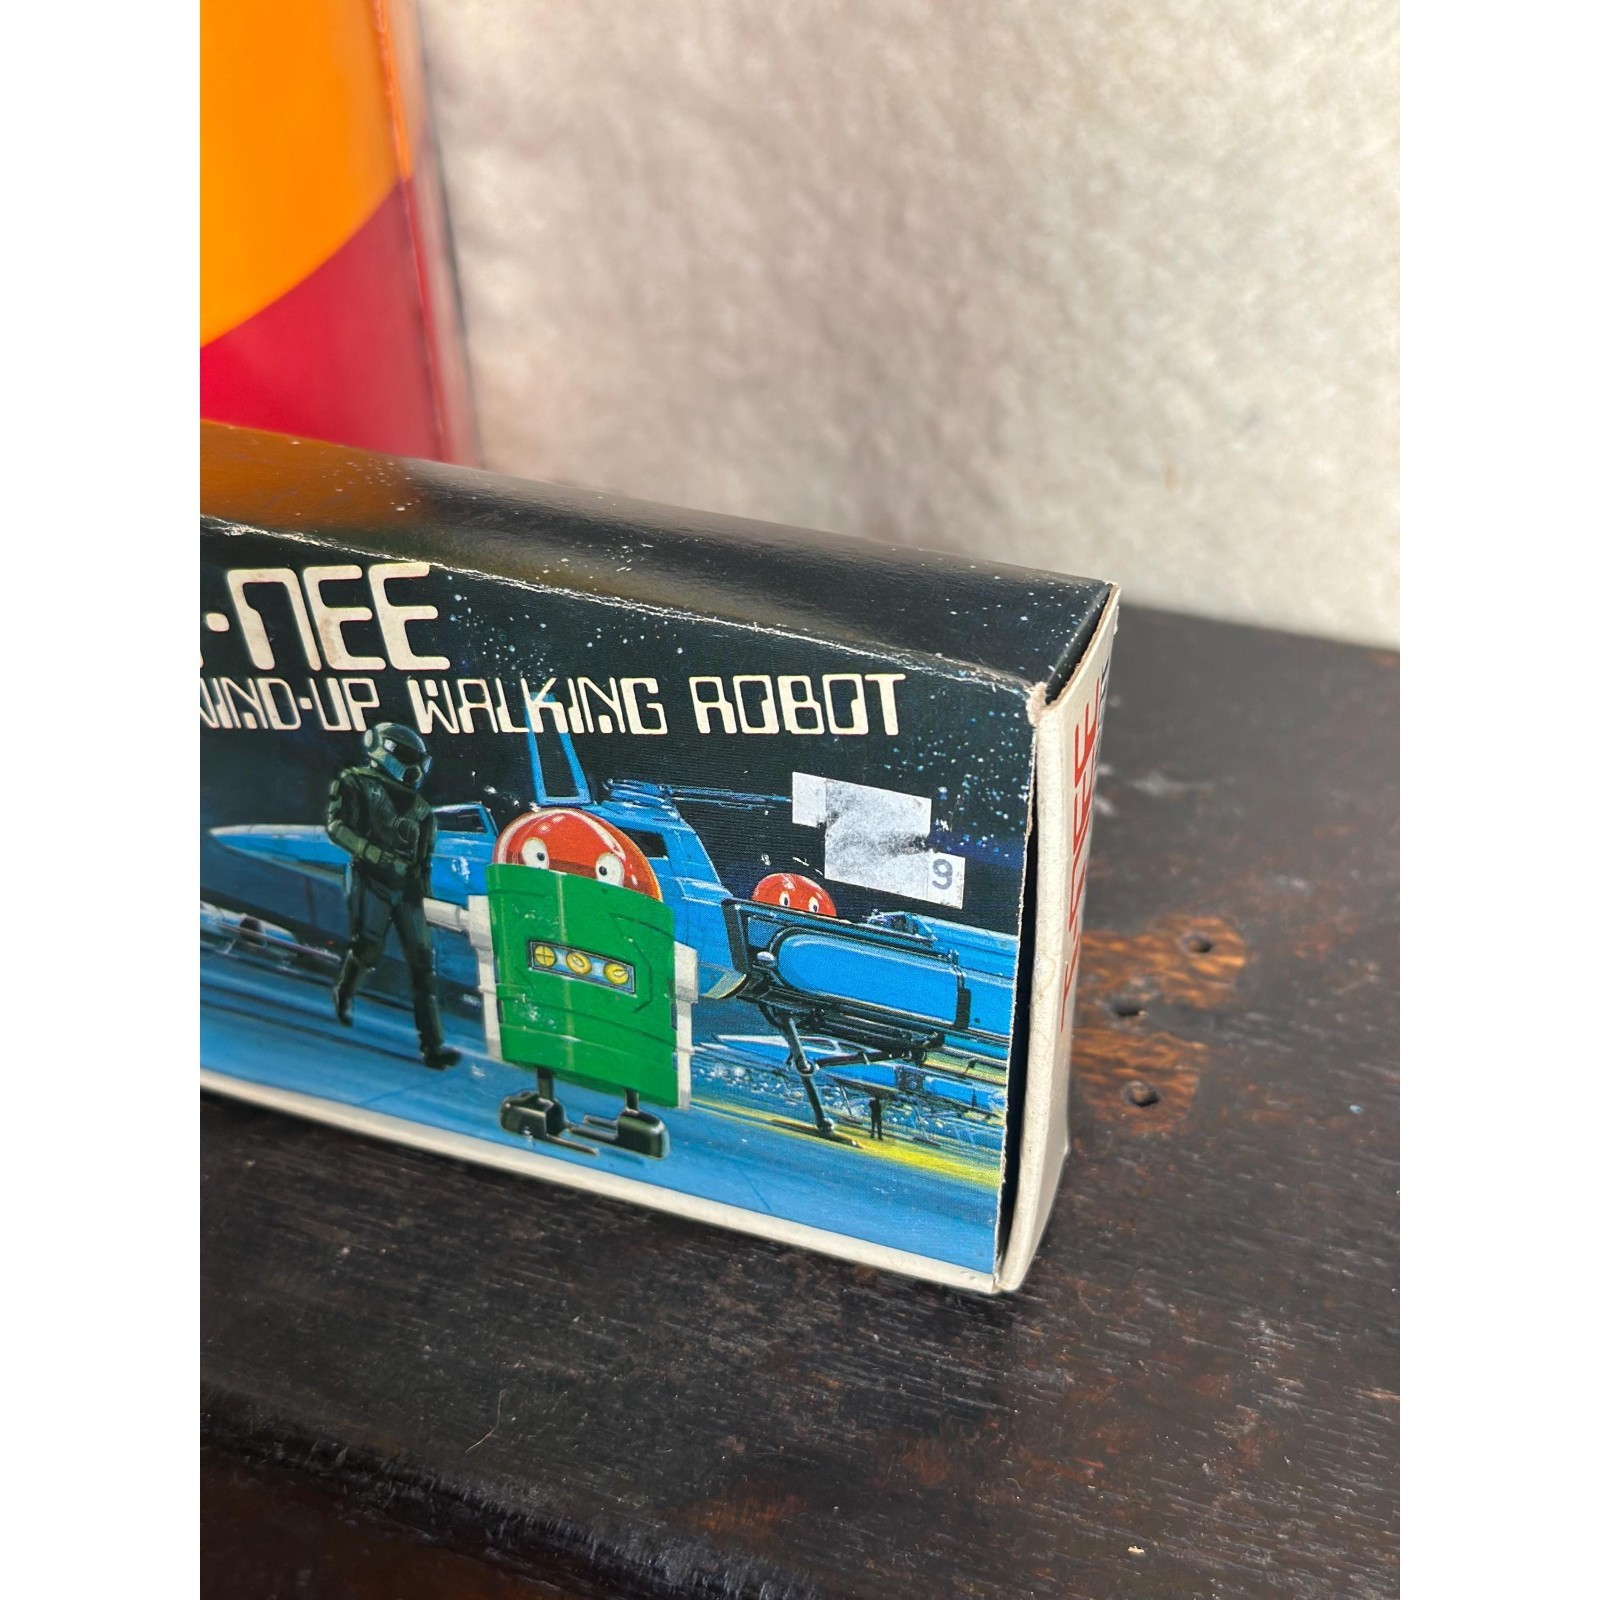 ·NEE
WIND-UP WALKING ROBOT
9